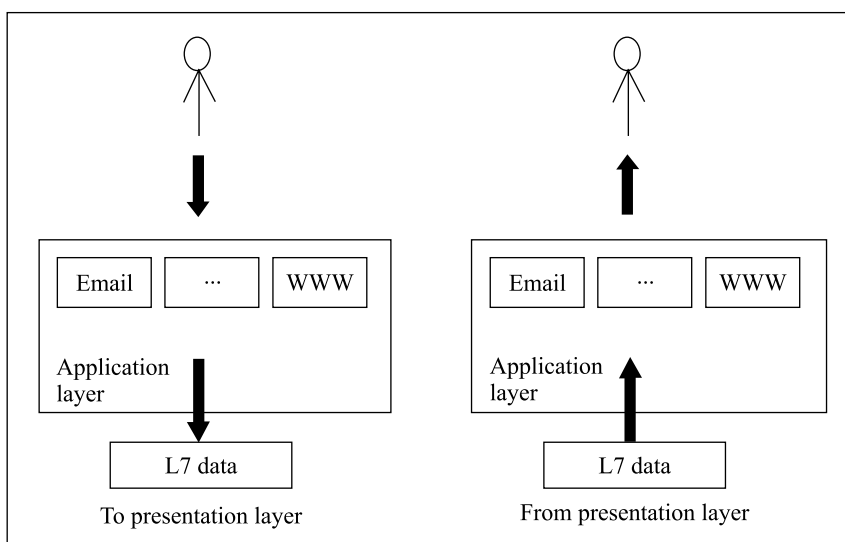 Email
...
WWW
Application
layer
L7 data
To presentation layer
Email
...
WWW
Application
layer
L7 data
From presentation layer